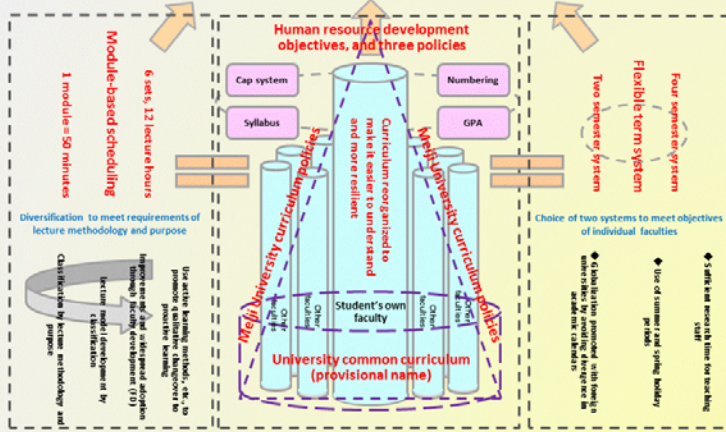 6 sets, 12 lecture hours
Module-based scheduling
1 module = 50 minutes
Diversification to meet requirements of
lecture methodology and purpose
Use active learning methods, etc., to
promote qualitative changeover to
proactive learning
Improvement and widespread adoption
through faculty development (FD)
Lecture model development by
classification
Classification by lecture methodology and
purpose
Human resource development
objectives, and three policies
Cap system
Numbering
Syllabus
GPA
Meiji University curriculum policies
Curriculum reorganized to
make it easier to understand
and more resilient
Meiji University curriculum policies
Other
faculties
Other
faculties
Student's own
faculty
Other
faculties
Other
faculties
University common curriculum
(provisional name)
Four semester system
Flexible term system
Two semester system
Choice of two systems to meet objectives
of individual faculties
◆ Sufficient research time for teaching
staff
◆ Use of summer and spring holiday
periods
◆ Globalization promoted with foreign
universities by avoiding divergence in
academic calendars